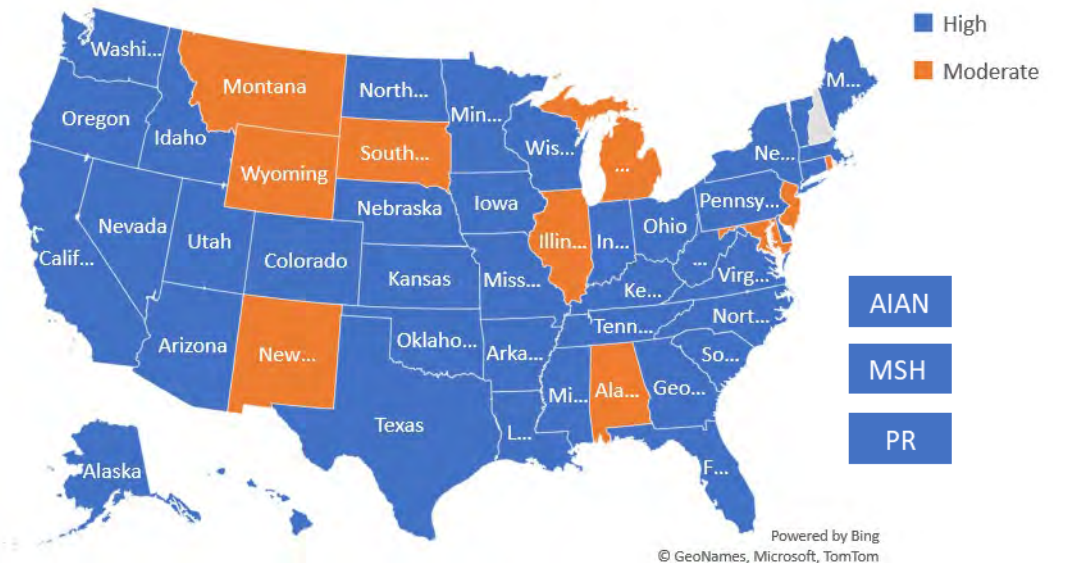 High
Moderate
Washi...
Montana
North...
Min...
M...
Oregon
Idaho
Wyoming
South...
Wis...
...
Ne...
Nevada
Utah
Colorado
Nebraska
Iowa
Illin...
In...
Ohio
Pennsy...
Calif...
Kansas
Miss...
Ke...
...
Virg...
Arizona
New...
Oklaho...
Arka...
Tenn...
Nort...
So...
Texas
L...
Mi...
Ala...
Geo...
F...
Alaska
AIAN
MSH
PR
Powered by Bing
© GeoNames, Microsoft, TomTom